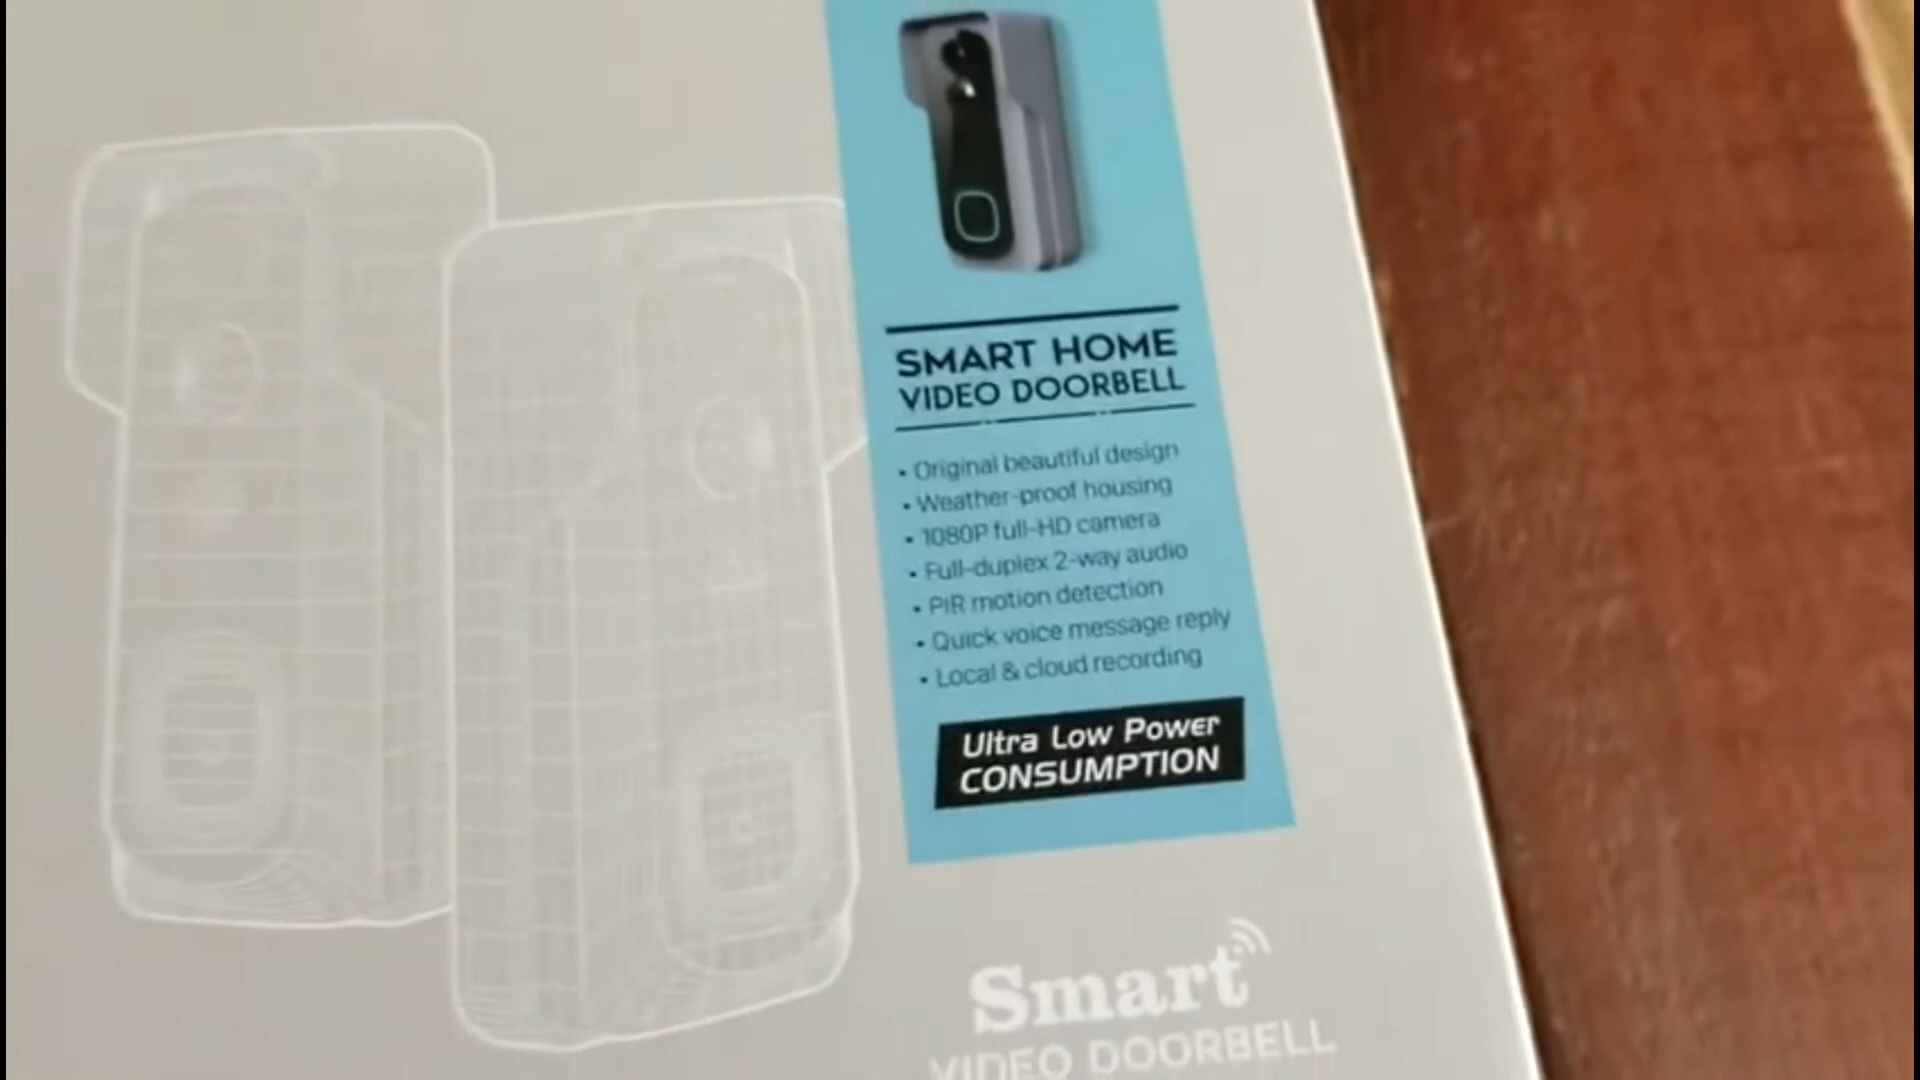 SMART HOME
VIDEO DOORBELL
• Original beautiful design
• Weather-proof housing
• 1080P full-HD camera
• Full-duplex 2-way audio
• PIR motion detection
• Quick voice message reply
• Local & cloud recording
Ultra Low Power
CONSUMPTION
Smart
VIDEO DOORBELL